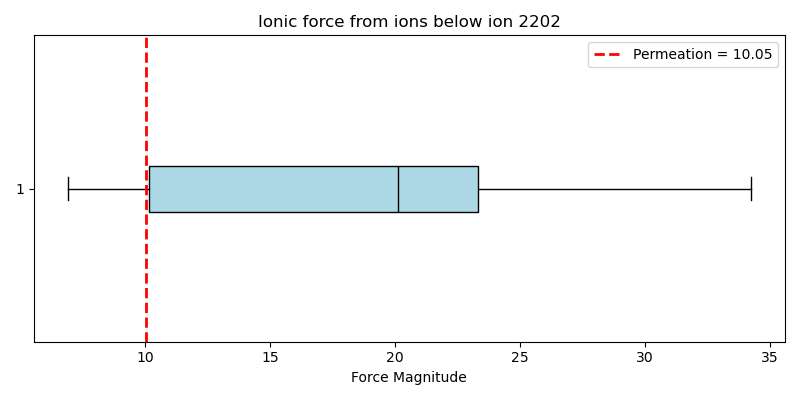 Ionic force from ions below ion 2202
Permeation = 10.05
1
10 15 20 25 30 35
Force Magnitude